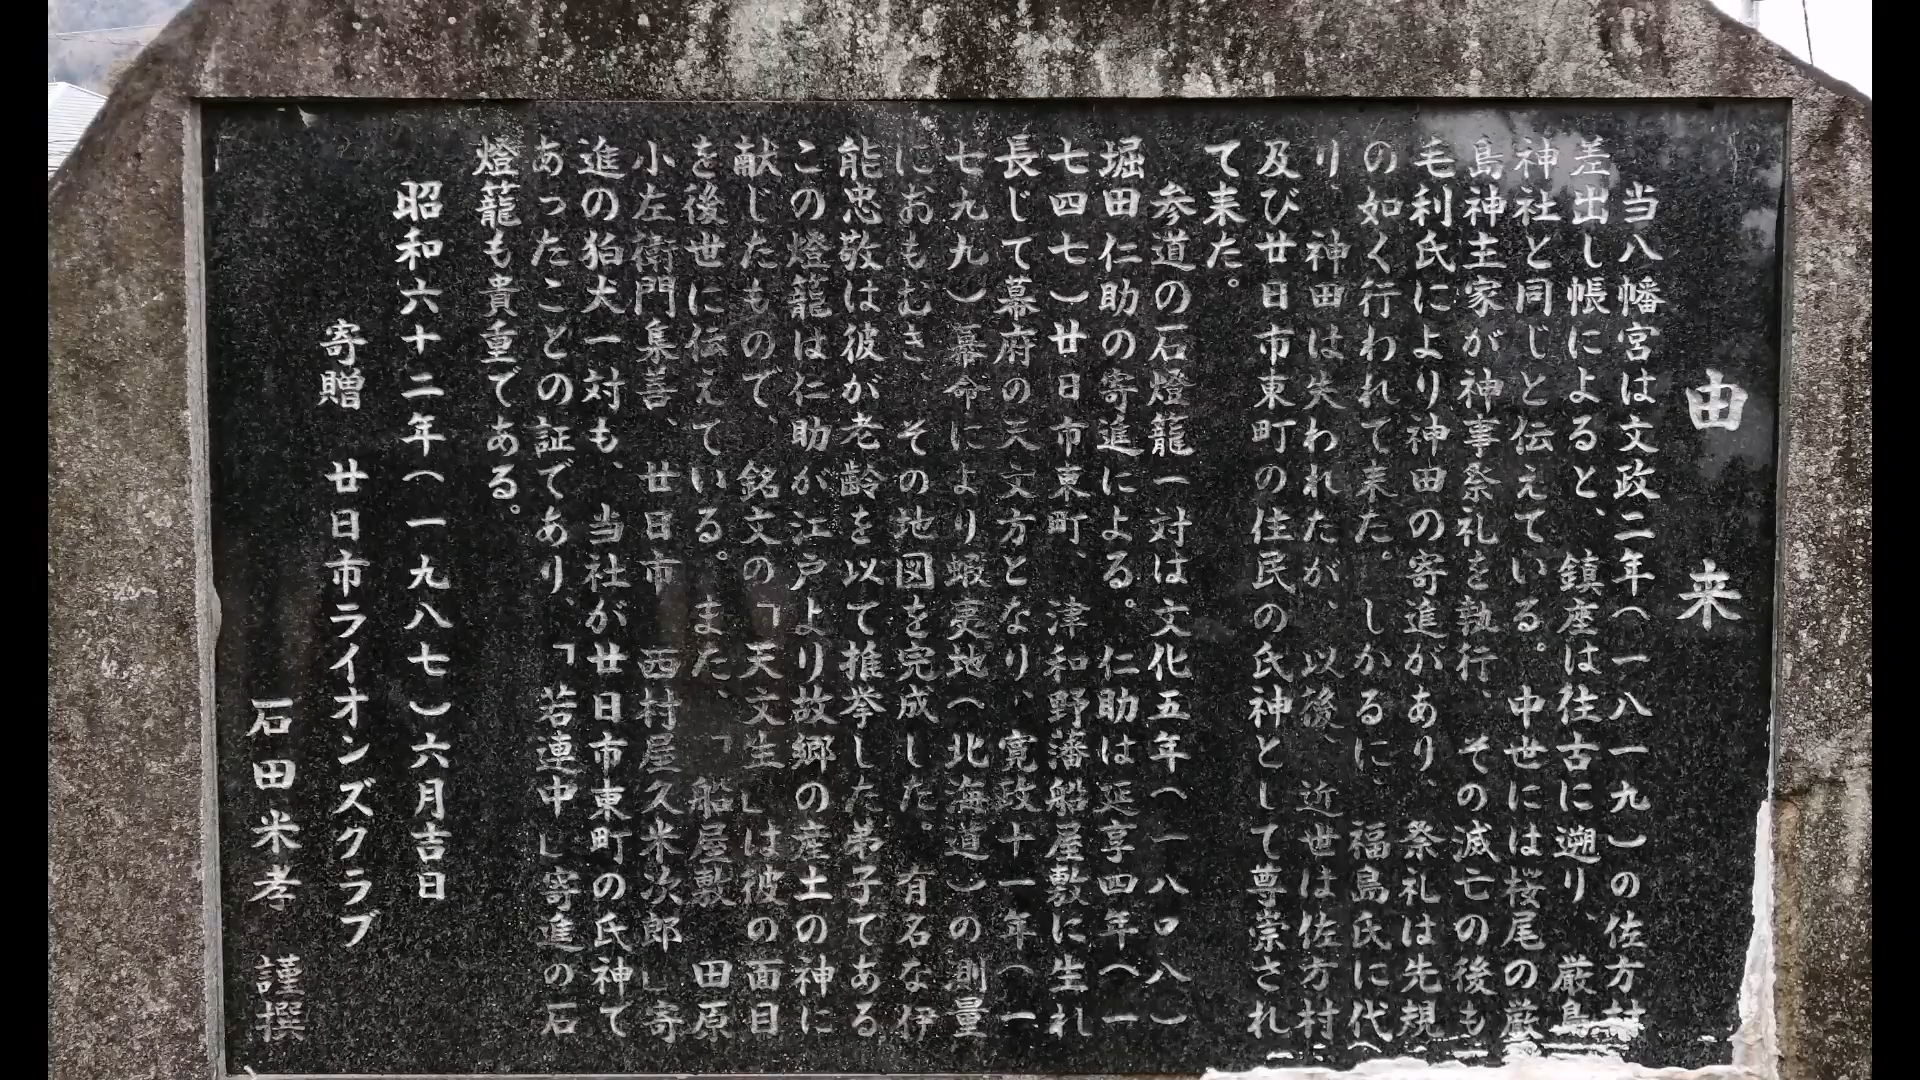 由来
当八幡宮は文政二年（一八一九）の佐方村
差出し帳によると、鎮座は往古に遡り、厳島
神社と同じと伝えている。中世には桜尾の厳
島神主家が神事祭礼を執行、その滅亡の後も
毛利氏により神田の寄進があり、祭礼は先規
の如く行われて来た。しかるに、福島氏に代
り、神田は失われたが、以後、近世は佐方村
及び廿日市東町の住民の氏神として尊崇され
て来た。
参道の石燈籠一対は文化五年（一八〇八）
堀田仁助の寄進による。仁助は延享四年（一
七四七）廿日市東町、津和野藩船屋敷に生れ
長じて幕府の天文方となり、寛政十一年（一
七九九）幕命により蝦夷地（北海道）の測量
におもむき、その地図を完成した。有名な伊
能忠敬は彼が老齢を以て推挙した弟子てある
この燈籠は仁助が江戸より故郷の産土の神に
献じたもので、銘文の「天文生」は彼の面目
を後世に伝えている。また、「船屋敷　田原
小左衛門集善、廿日市　西村屋久米次郎」寄
進の狛犬一対も、当社が廿日市東町の氏神て
あったことの証であり、「若連中」寄進の石
燈籠も貴重である。
昭和六十二年（一九八七）六月吉日
寄贈　廿日市ライオンズクラブ
石田米孝　謹撰